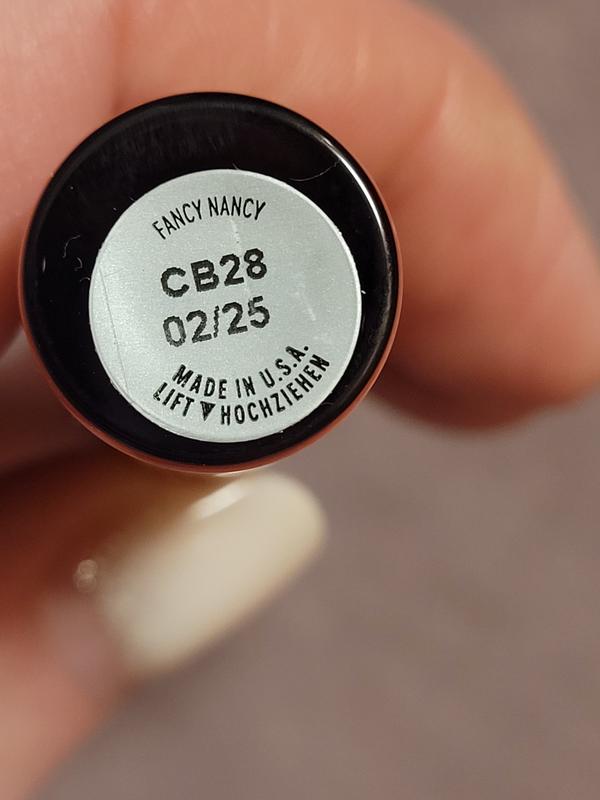 FANCY NANCY
CB28
02/25
MADE IN U.S.A.
LIFT ▼ HOCHZIEHEN